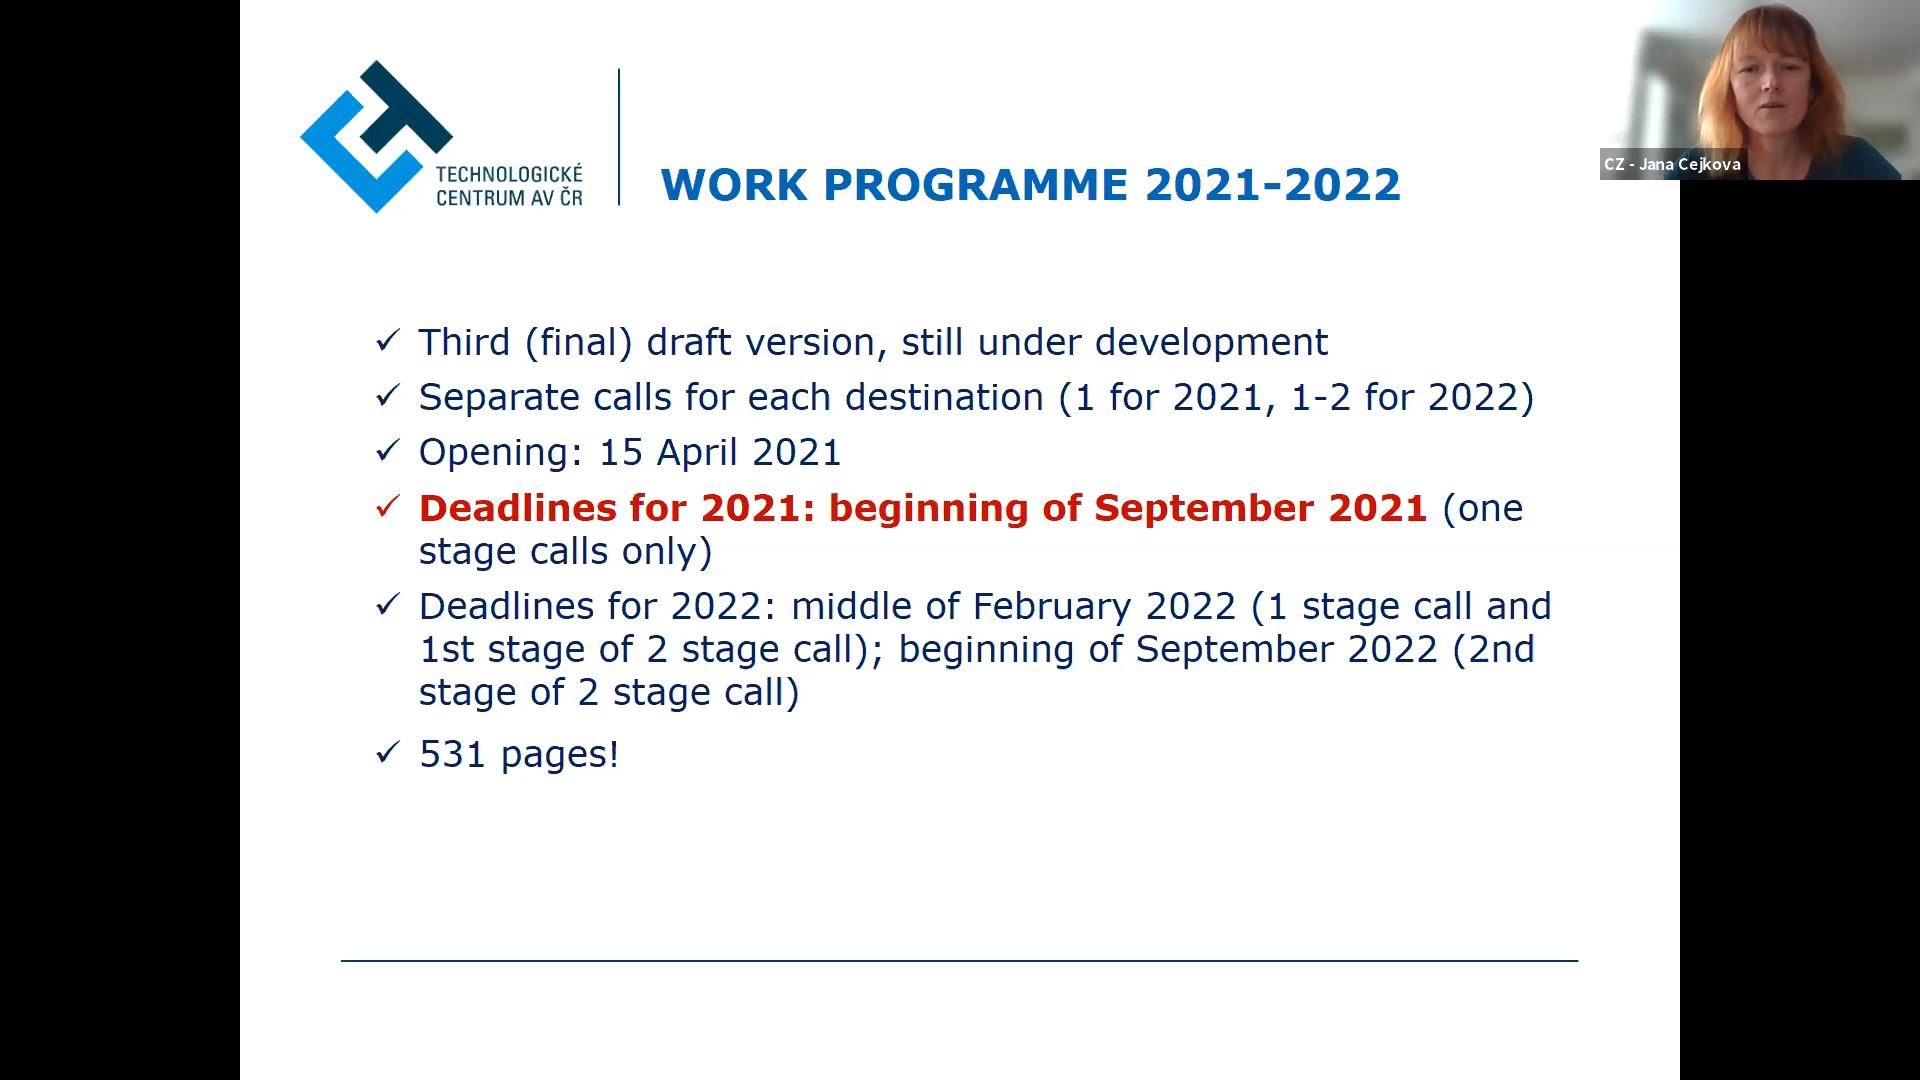 TECHNOLOGICKÉ
CENTRUM AV ČR
WORK PROGRAMME 2021-2022
CZ - Jana Cejkova
✓ Third (final) draft version, still under development
✓ Separate calls for each destination (1 for 2021, 1-2 for 2022)
✓ Opening: 15 April 2021
✓ Deadlines for 2021: beginning of September 2021 (one
stage calls only)
✓ Deadlines for 2022: middle of February 2022 (1 stage call and
1st stage of 2 stage call); beginning of September 2022 (2nd
stage of 2 stage call)
✓ 531 pages!